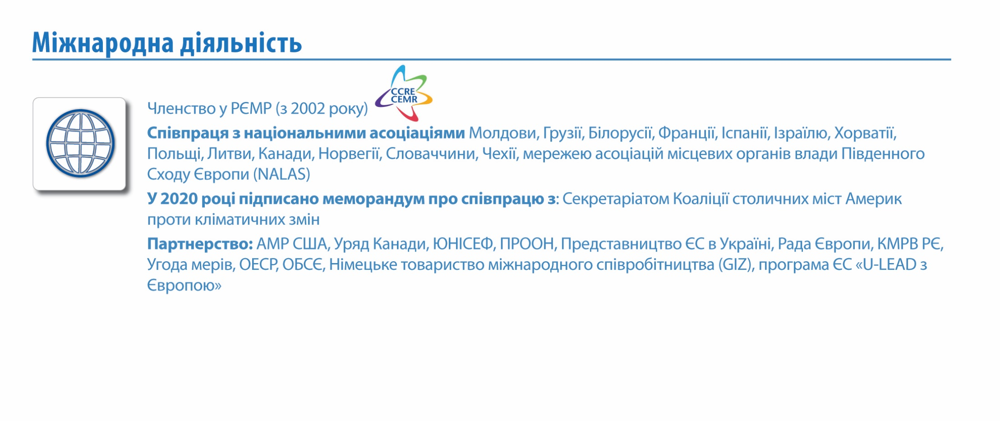 Міжнародна діяльність
CCRE
CEMR
Членство у РЄМР (з 2002 року)
Співпраця з національними асоціаціями Молдови, Грузії, Білорусії, Франції, Іспанії, Ізраїлю, Хорватії,
Польщі, Литви, Канади, Норвегії, Словаччини, Чехії, мережею асоціацій місцевих органів влади Південного
Сходу Європи (NALAS)
У 2020 році підписано меморандум про співпрацю з: Секретаріатом Коаліції столичних міст Америк
проти кліматичних змін
Партнерство: АМР США, Уряд Канади, ЮНІСЕФ, ПРООН, Представництво ЄС в Україні, Рада Європи, КМРВ РЄ,
Угода мерів, ОЕСР, ОБСЄ, Німецьке товариство міжнародного співробітництва (GIZ), програма ЄС «U-LEAD з
Європою»